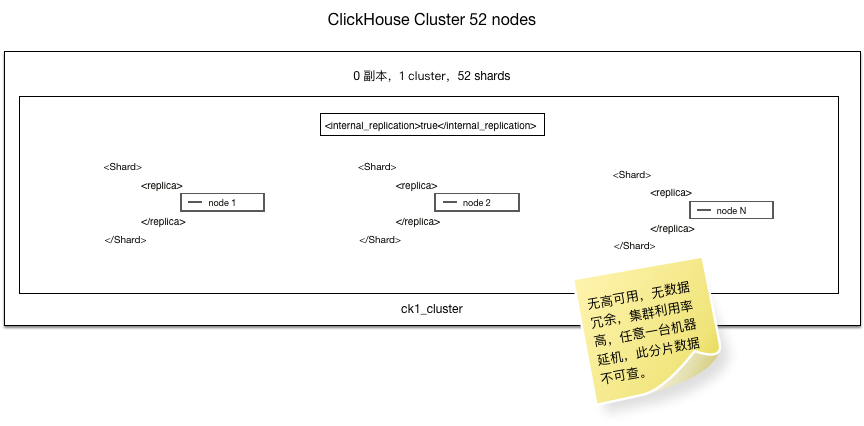 ClickHouse Cluster 52 nodes
0 副本，1 cluster，52 shards
<internal_replication>true</internal_replication>
<Shard>
<replica>
node 1
</replica>
</Shard>
<Shard>
<replica>
node 2
</replica>
</Shard>
<Shard>
<replica>
node N
</replica>
</Shard>
ck1_cluster
无高可用，无数据
冗余，集群利用率
高，任意一台机器
延机，此分片数据
不可查。